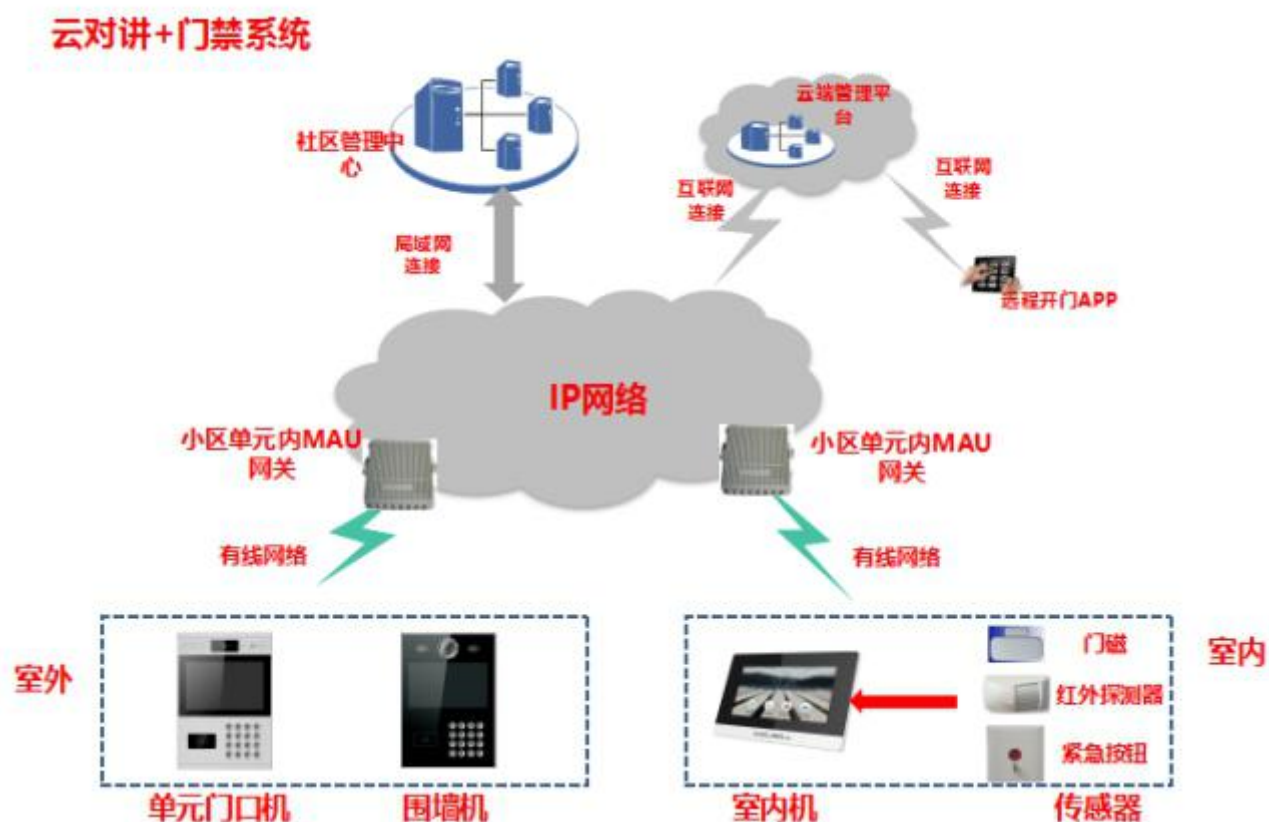 云对讲+门禁系统
社区管理中
心
云端管理平
台
互联网
连接
互联网
连接
局域网
连接
远程开门APP
IP网络
小区单元内MAU
网关
小区单元内MAU
网关
有线网络
有线网络
室外
门磁
红外探测器
紧急按钮
室内
单元门口机
围墙机
室内机
传感器